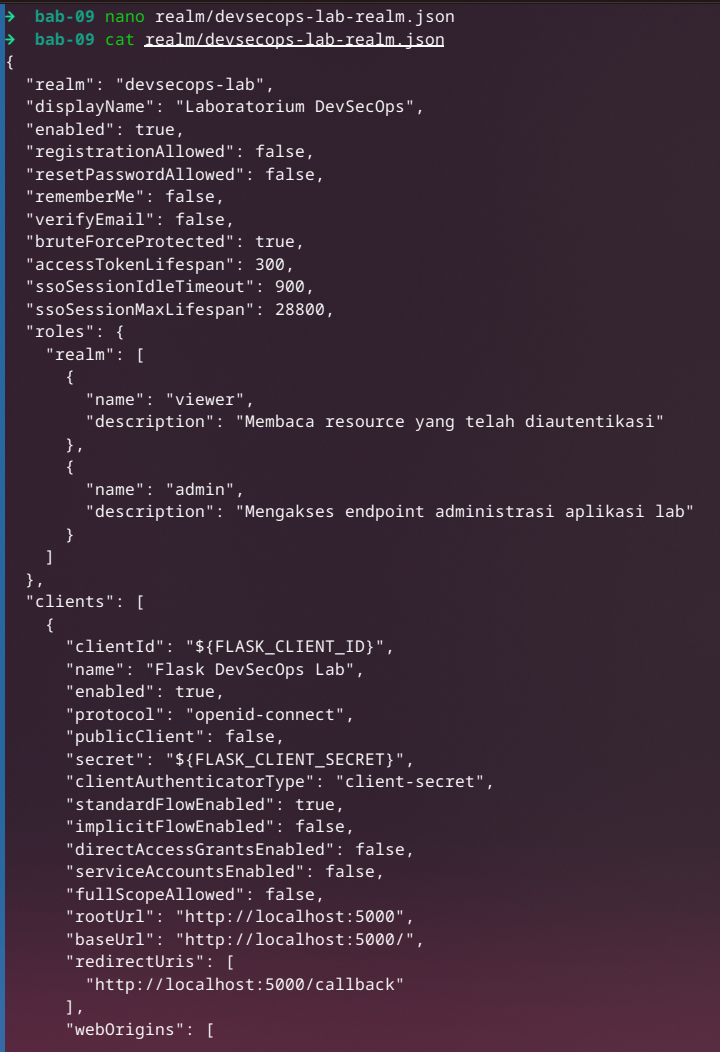 →  bab-09 nano realm/devsecops-lab-realm.json
→  bab-09 cat realm/devsecops-lab-realm.json
{
  "realm": "devsecops-lab",
  "displayName": "Laboratorium DevSecOps",
  "enabled": true,
  "registrationAllowed": false,
  "resetPasswordAllowed": false,
  "rememberMe": false,
  "verifyEmail": false,
  "bruteForceProtected": true,
  "accessTokenLifespan": 300,
  "ssoSessionIdleTimeout": 900,
  "ssoSessionMaxLifespan": 28800,
  "roles": {
    "realm": [
      {
        "name": "viewer",
        "description": "Membaca resource yang telah diautentikasi"
      },
      {
        "name": "admin",
        "description": "Mengakses endpoint administrasi aplikasi lab"
      }
    ]
  },
  "clients": [
    {
      "clientId": "${FLASK_CLIENT_ID}",
      "name": "Flask DevSecOps Lab",
      "enabled": true,
      "protocol": "openid-connect",
      "publicClient": false,
      "secret": "${FLASK_CLIENT_SECRET}",
      "clientAuthenticatorType": "client-secret",
      "standardFlowEnabled": true,
      "implicitFlowEnabled": false,
      "directAccessGrantsEnabled": false,
      "serviceAccountsEnabled": false,
      "fullScopeAllowed": false,
      "rootUrl": "http://localhost:5000",
      "baseUrl": "http://localhost:5000/",
      "redirectUris": [
        "http://localhost:5000/callback"
      ],
      "webOrigins": [